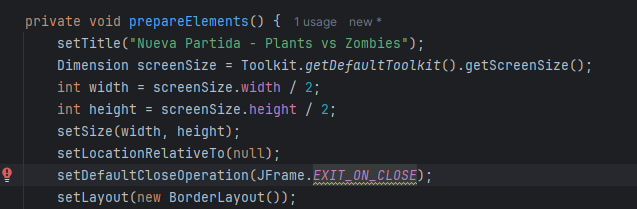 private void prepareElements() { 1 usage new *
setTitle("Nueva Partida - Plants vs Zombies");
Dimension screenSize = Toolkit.getDefaultToolkit().getScreenSize();
int width = screenSize.width / 2;
int height = screenSize.height / 2;
setSize(width, height);
setLocationRelativeTo(null);
setDefaultCloseOperation(JFrame.EXIT_ON_CLOSE);
setLayout(new BorderLayout());